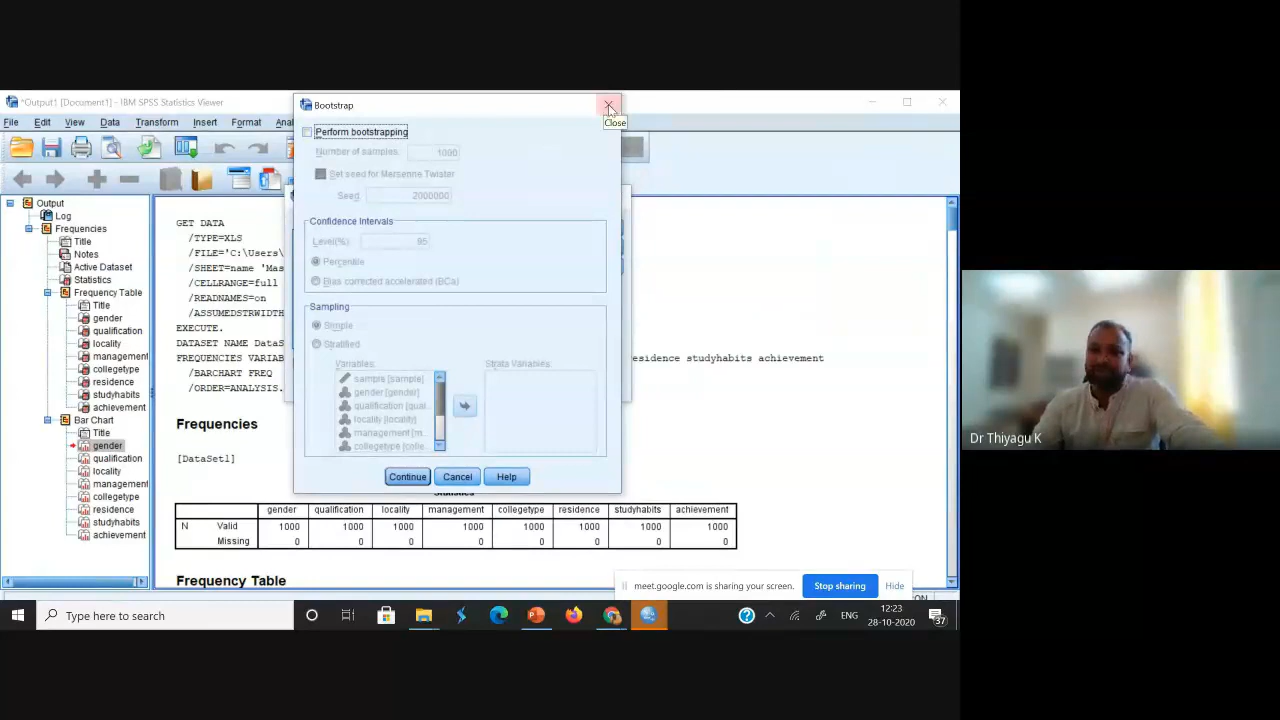 *Output1 [Document1] - IBM SPSS Statistics Viewer
File Edit View Data Transform Insert Format
Output
Log
Frequencies
Title
Notes
Active Dataset
Statistics
Frequency Table
Title
gender
qualification
locality
management
collegetype
residence
studyhabits
achievement
Bar Chart
Title
gender
qualification
locality
management
collegetype
residence
studyhabits
achievement
GET DATA
/TYPE=XLS
/FILE='C:\Users\
/SHEET=name 'Mas
/CELLRANGE=full
/READNAMES=on
/ASSUMEDSTRWIDTH
EXECUTE.
DATASET NAME DataS
FREQUENCIES VARIAB
esidence studyhabits achievement
/BARCHART FREQ
/ORDER=ANALYSIS.
Frequencies
[DataSet1]
Bootstrap
Close
Perform bootstrapping
Number of samples: 1000
Set seed for Mersenne Twister
Seed: 2000000
Confidence Intervals
Level(%): 95
Percentile
Bias corrected accelerated (BCa)
Sampling
Simple
Stratified
Variables: Strata Variables:
sample [sample]
gender [gender]
qualification [qual...
locality [locality]
management [m...
collegetype [colle...
Continue Cancel Help
Statistics
gender qualification locality management collegetype residence studyhabits achievement
N Valid 1000 1000 1000 1000 1000 1000 1000 1000
Missing 0 0 0 0 0 0 0 0
Frequency Table
meet.google.com is sharing your screen. Stop sharing Hide
Type here to search
ENG
12:23
28-10-2020
37
Dr Thiyagu K